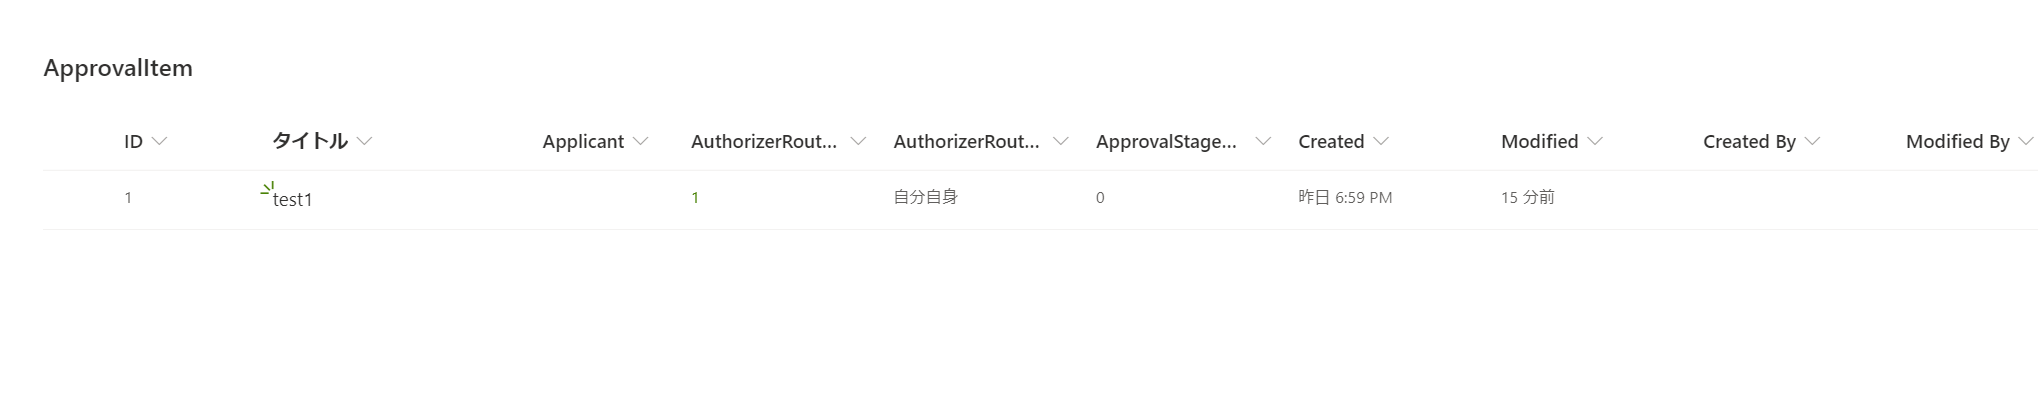 ApprovalItem
ID タイトル Applicant AuthorizerRout... AuthorizerRout... ApprovalStage... Created Modified Created By Modified By
1 test1 1 自分自身 0 昨日 6:59 PM 15 分前